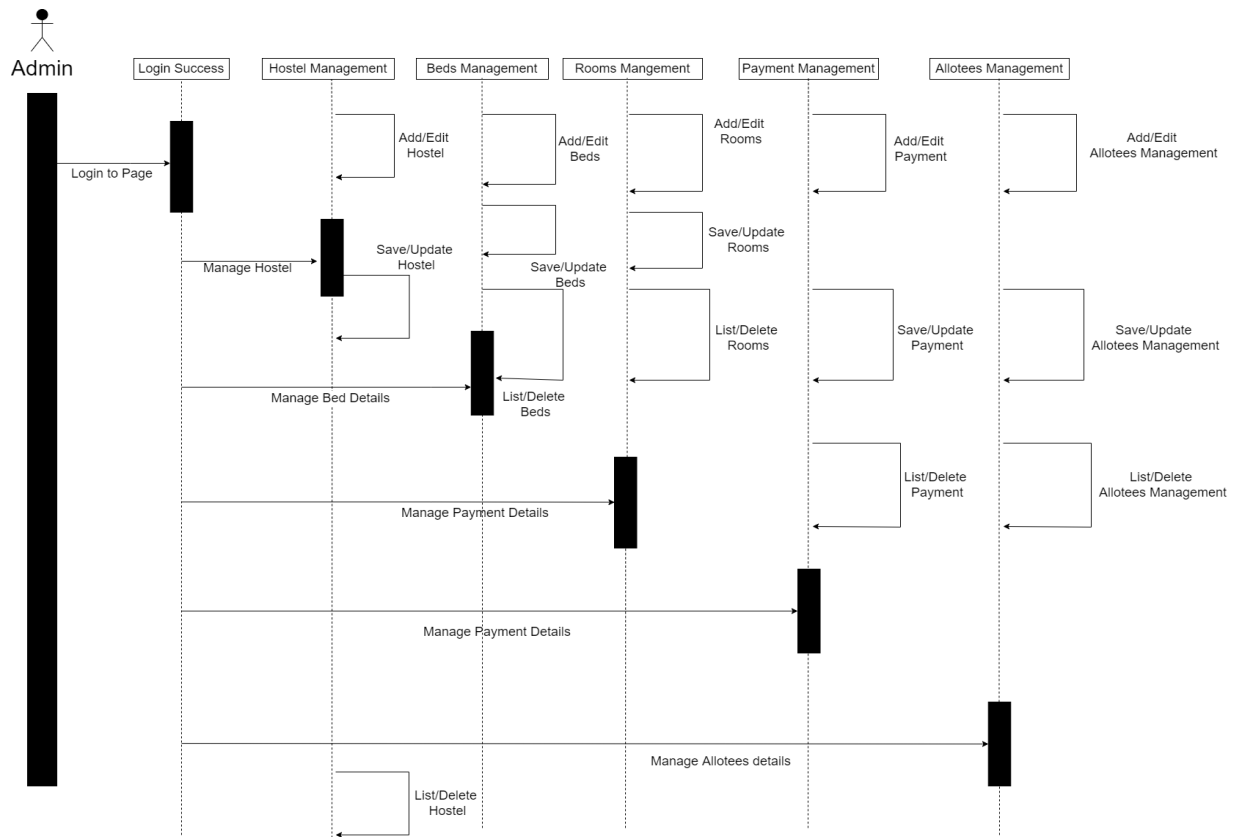 Admin
Login Success
Hostel Management
Beds Management
Rooms Mangement
Payment Management
Allotees Management
Add/Edit
Hostel
Add/Edit
Beds
Add/Edit
Rooms
Add/Edit
Payment
Add/Edit
Allotees Management
Login to Page
Manage Hostel
Save/Update
Hostel
Save/Update
Beds
Save/Update
Rooms
List/Delete
Rooms
Save/Update
Payment
Save/Update
Allotees Management
Manage Bed Details
List/Delete
Beds
List/Delete
Payment
List/Delete
Allotees Management
Manage Payment Details
Manage Payment Details
Manage Allotees details
List/Delete
Hostel